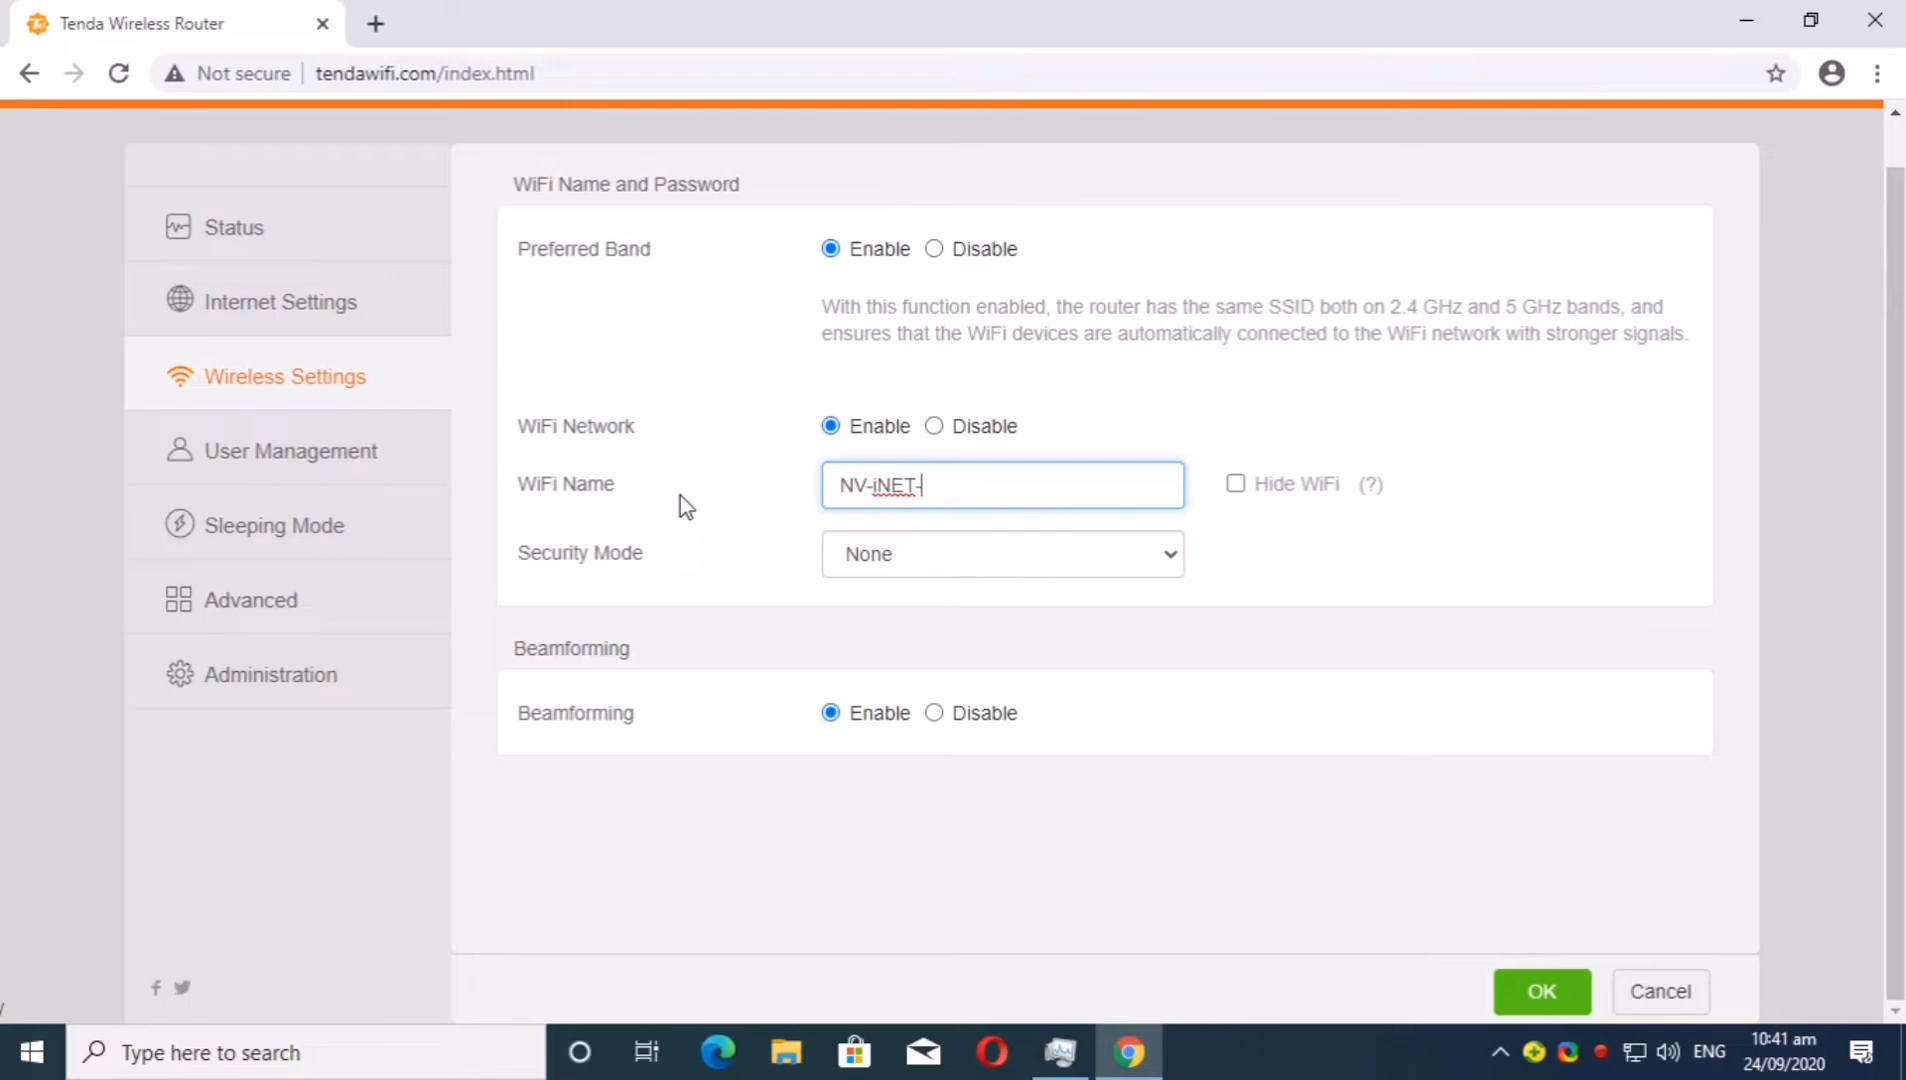 Tenda Wireless Router
Not secure
tendawifi.com/index.html
Status
Internet Settings
Wireless Settings
User Management
Sleeping Mode
Advanced
Administration
WiFi Name and Password
Preferred Band
Enable Disable
With this function enabled, the router has the same SSID both on 2.4 GHz and 5 GHz bands, and
ensures that the WiFi devices are automatically connected to the WiFi network with stronger signals.
WiFi Network
Enable Disable
WiFi Name
NV-iNET-
Hide WiFi (?)
Security Mode
None
Beamforming
Beamforming
Enable Disable
OK
Cancel
Type here to search
ENG
10:41 am
24/09/2020